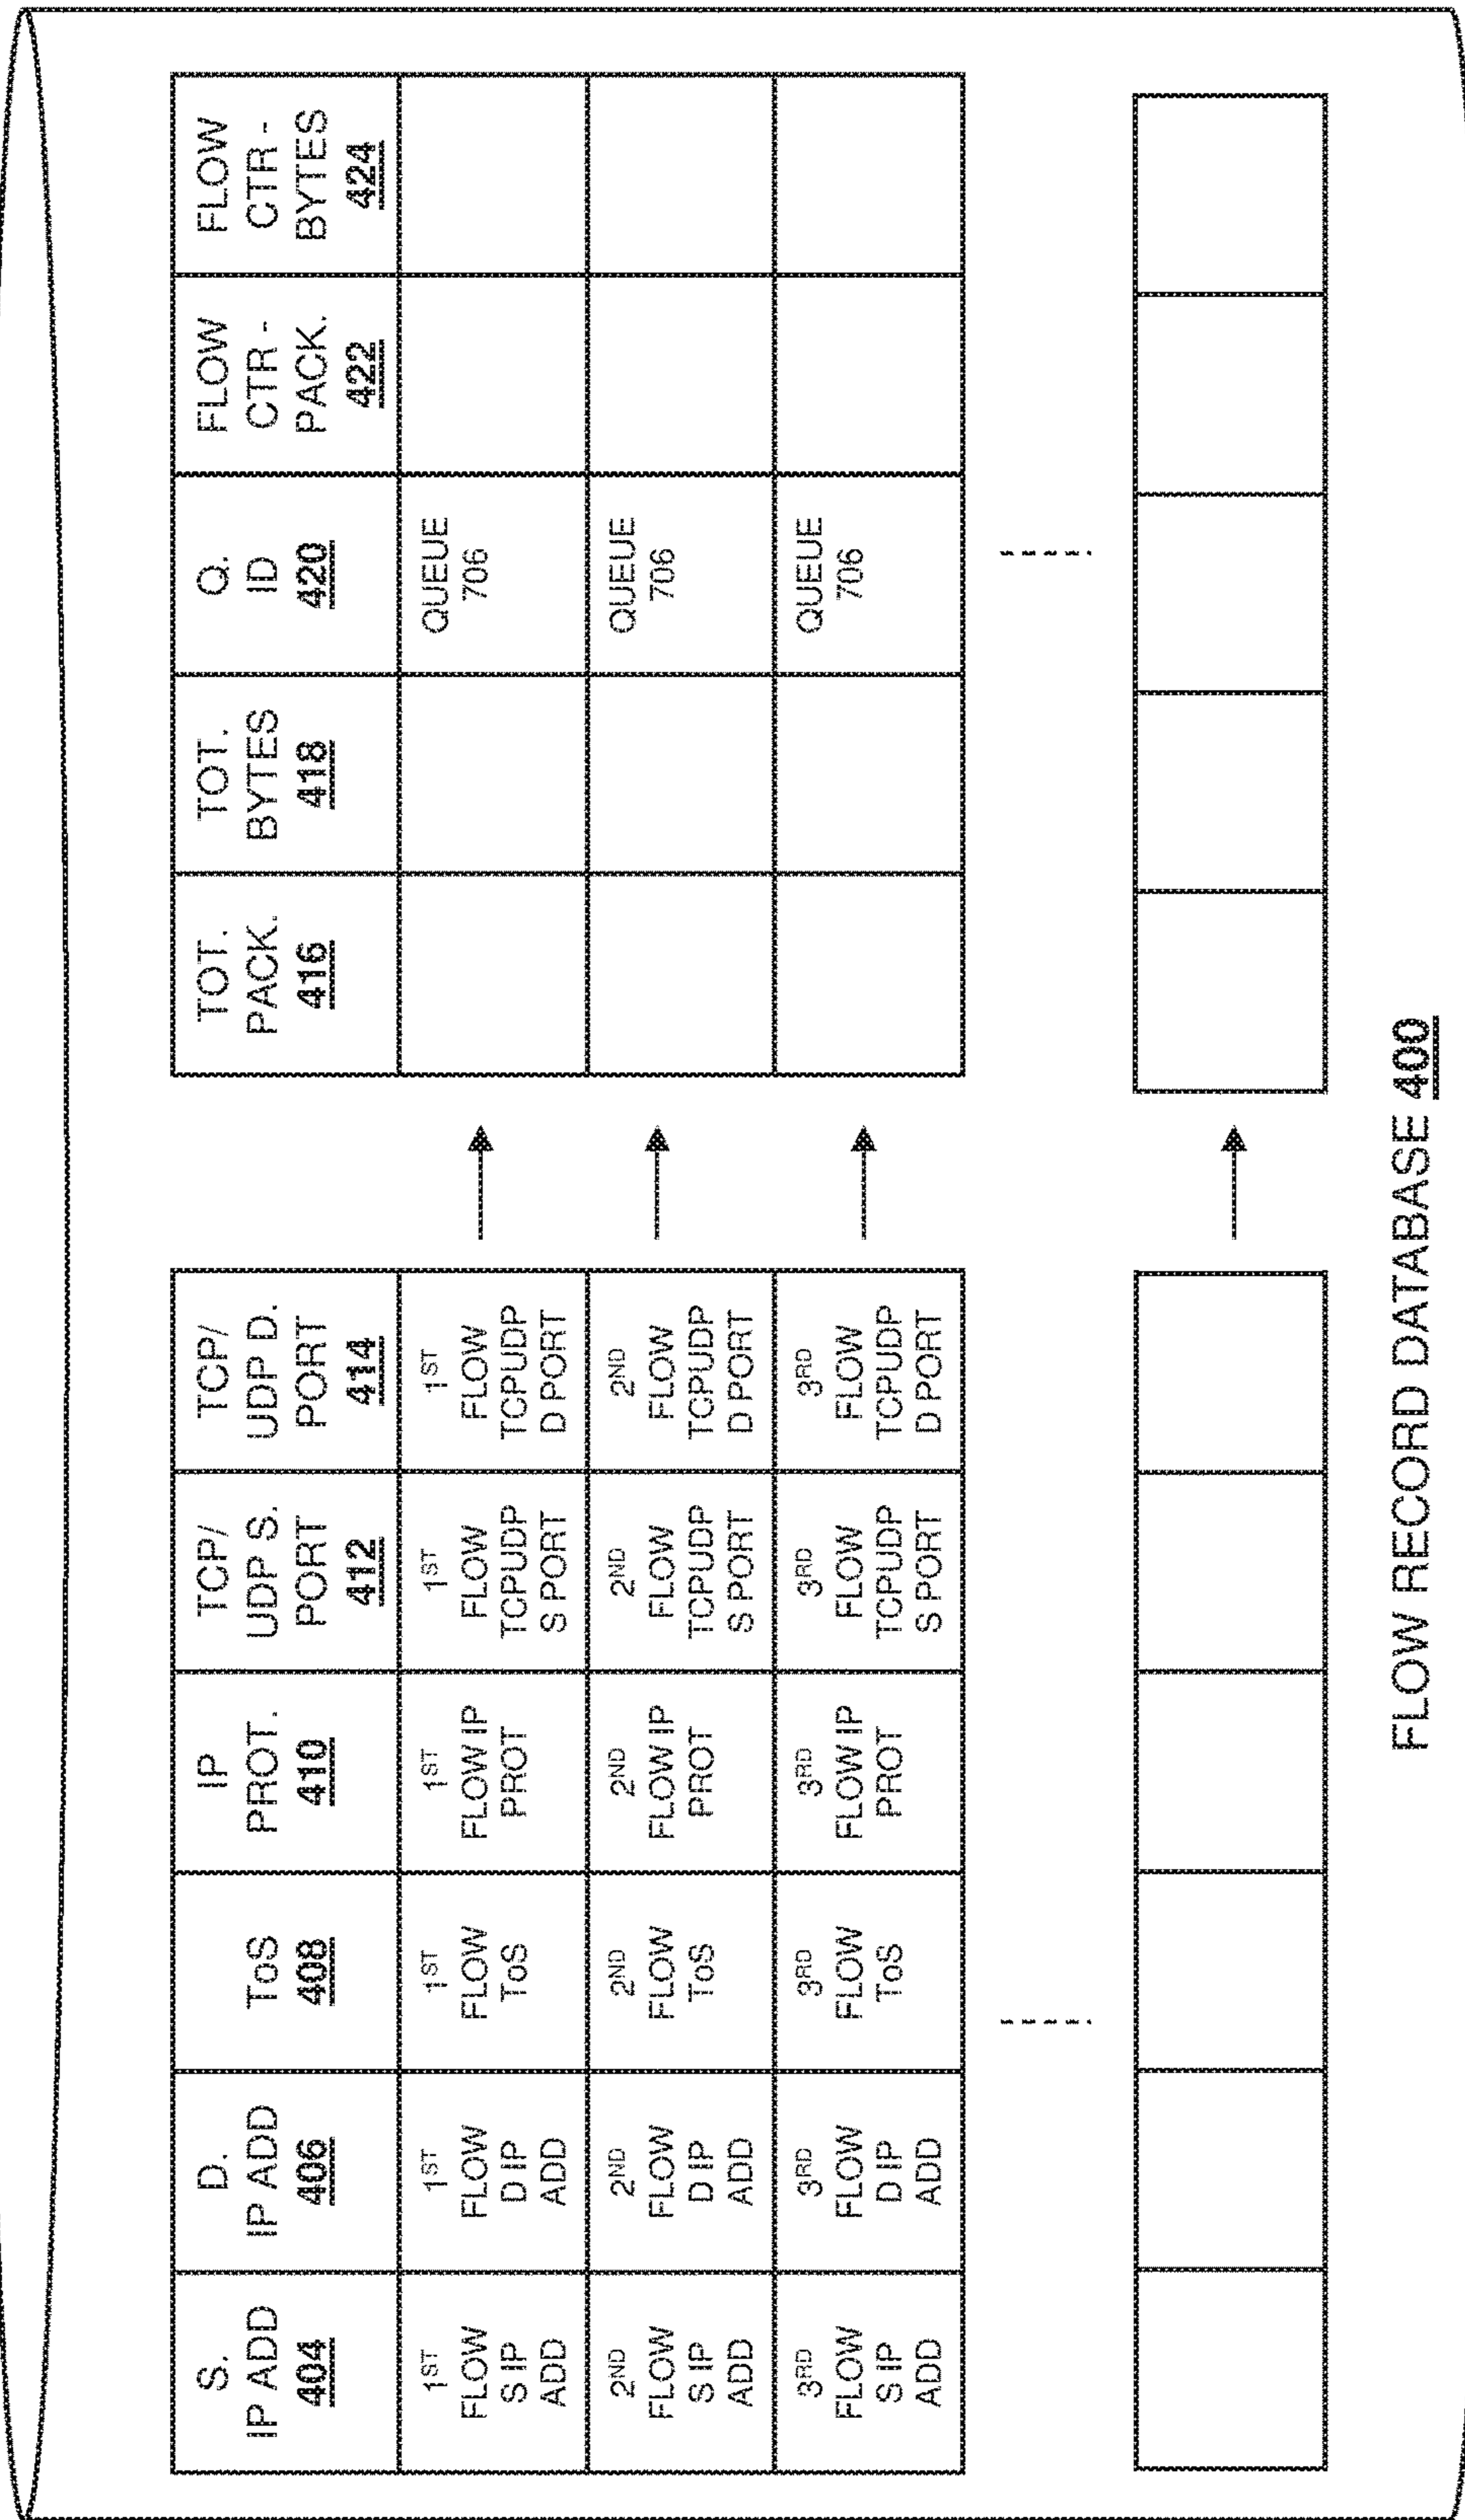 S.
IP ADD
404
D.
IP ADD
406
ToS
408
IP
PROT.
410
TCP/
UDP S.
PORT
412
TCP/
UDP D.
PORT
414
TOT.
PACK.
416
TOT.
BYTES
418
Q.
ID
420
FLOW
CTR -
PACK.
422
FLOW
CTR -
BYTES
424
1ST
FLOW
S IP
ADD
1ST
FLOW
D IP
ADD
1ST
FLOW
ToS
1ST
FLOW IP
PROT
1ST
FLOW
TCPUDP
S PORT
1ST
FLOW
TCPUDP
D PORT
QUEUE
706
2ND
FLOW
S IP
ADD
2ND
FLOW
D IP
ADD
2ND
FLOW
ToS
2ND
FLOW IP
PROT
2ND
FLOW
TCPUDP
S PORT
2ND
FLOW
TCPUDP
D PORT
QUEUE
706
3RD
FLOW
S IP
ADD
3RD
FLOW
D IP
ADD
3RD
FLOW
ToS
3RD
FLOW IP
PROT
3RD
FLOW
TCPUDP
S PORT
3RD
FLOW
TCPUDP
D PORT
QUEUE
706
FLOW RECORD DATABASE 400